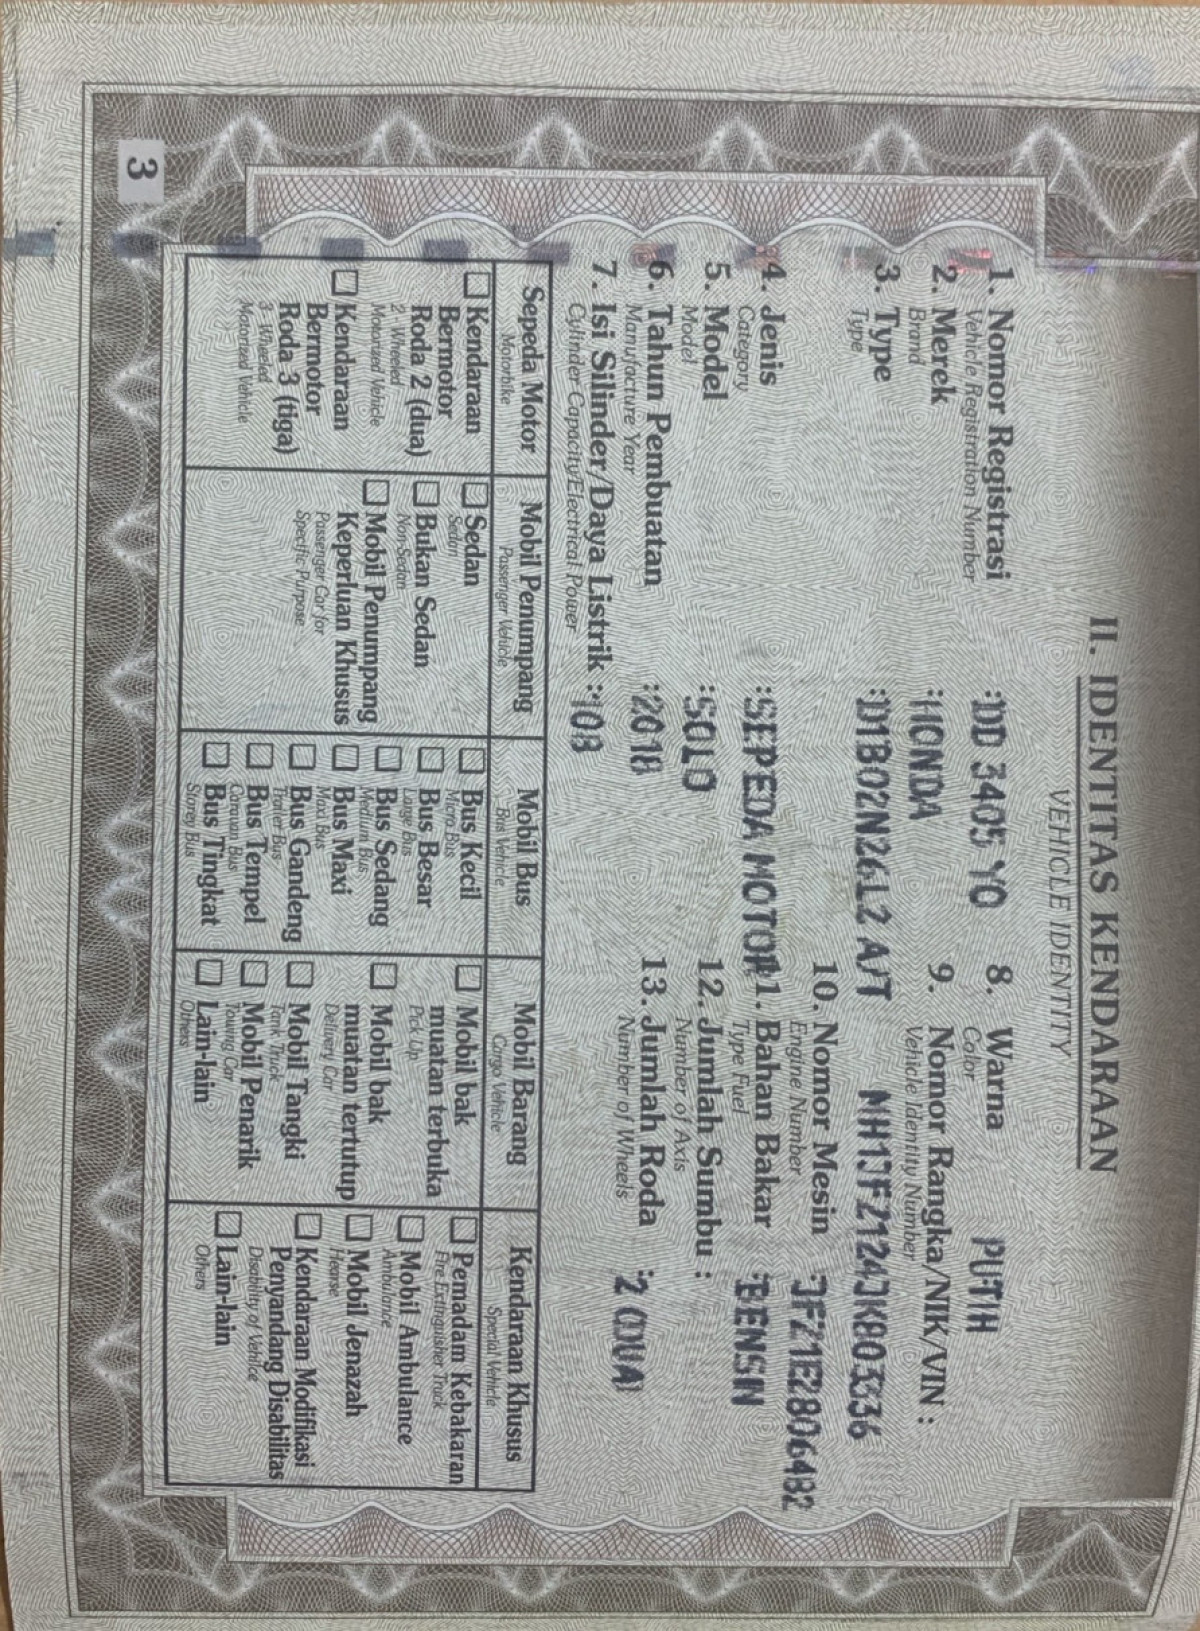 II. IDENTITAS KENDARAAN
VEHICLE IDENTITY
1. Nomor Registrasi :DD 3405 YO
Vehicle Registration Number
2. Merek :HONDA
Brand
3. Type :D1B02N26L2 A/T
Type
4. Jenis :SEPEDA MOTOR
Category
5. Model :SOLO
Model
6. Tahun Pembuatan :2018
Manufacture Year
7. Isi Silinder/Daya Listrik :108
Cylinder Capacity/Electrical Power
8. Warna PUTIH
Color
9. Nomor Rangka/NIK/VIN :
Vehicle Identity Number
MH1JFZ124JK803336
10. Nomor Mesin :JFZ1E2806482
Engine Number
11. Bahan Bakar :BENSIN
Type Fuel
12. Jumlah Sumbu :
Number of Axis
13. Jumlah Roda :2 (DUA)
Number of Wheels
Sepeda Motor
Motorbike
Kendaraan
Bermotor
Roda 2 (dua)
2 Wheeled
Motorized Vehicle
Kendaraan
Bermotor
Roda 3 (tiga)
3 Wheeled
Motorized Vehicle
Mobil Penumpang
Passenger Vehicle
Sedan
Sedan
Bukan Sedan
Non-Sedan
Mobil Penumpang
Keperluan Khusus
Passenger Car for
Specific Purpose
Mobil Bus
Bus Vehicle
Bus Kecil
Micro Bus
Bus Besar
Large Bus
Bus Sedang
Medium Bus
Bus Maxi
Maxi Bus
Bus Gandeng
Trailer Bus
Bus Tempel
Caravan Bus
Bus Tingkat
Storey Bus
Mobil Barang
Cargo Vehicle
Mobil bak
muatan terbuka
Pick Up
Mobil bak
muatan tertutup
Delivery Car
Mobil Tangki
Tank Truck
Mobil Penarik
Towing Car
Lain-lain
Others
Kendaraan Khusus
Special Vehicle
Pemadam Kebakaran
Fire Extinguisher Truck
Mobil Ambulance
Ambulance
Mobil Jenazah
Hearse
Kendaraan Modifikasi
Penyandang Disabilitas
Disability of Vehilce
Lain-lain
Others
3